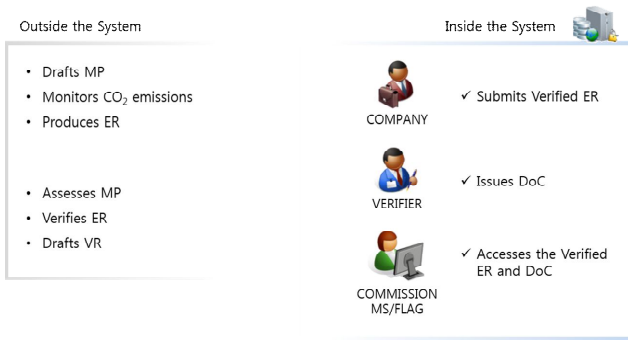 Outside the System
Inside the System
• Drafts MP
• Monitors CO₂ emissions
• Produces ER
COMPANY
✓ Submits Verified ER
• Assesses MP
• Verifies ER
• Drafts VR
VERIFIER
✓ Issues DoC
COMMISSION
MS/FLAG
✓ Accesses the Verified
ER and DoC